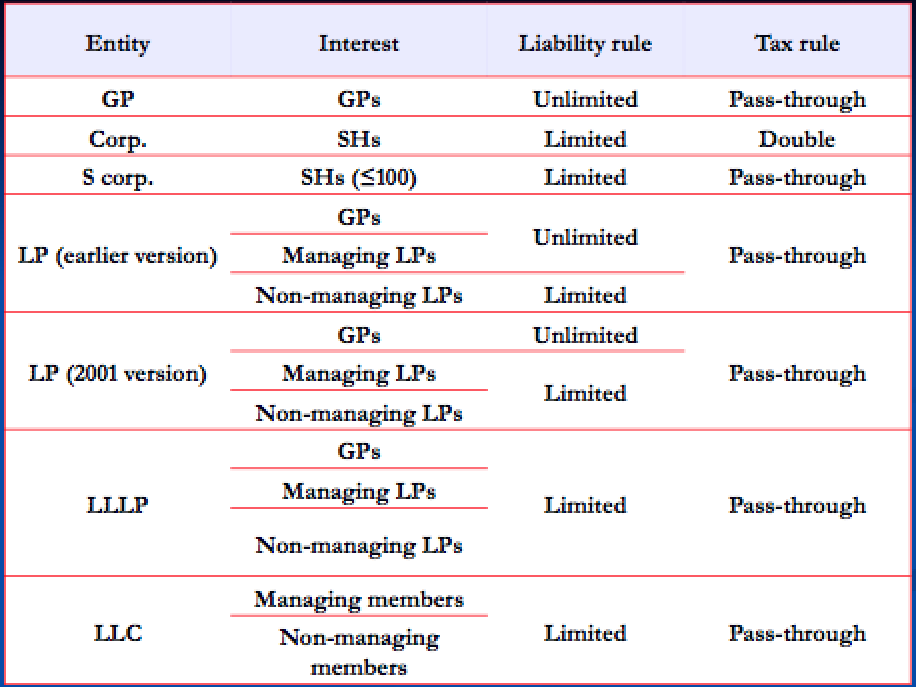 Entity Interest Liability rule Tax rule
GP GPs Unlimited Pass-through
Corp. SHs Limited Double
S corp. SHs (≤100) Limited Pass-through
LP (earlier version) GPs Unlimited Pass-through
Managing LPs
Non-managing LPs Limited
LP (2001 version) GPs Unlimited Pass-through
Managing LPs Limited
Non-managing LPs
LLLP GPs Limited Pass-through
Managing LPs
Non-managing LPs
LLC Managing members Limited Pass-through
Non-managing
members